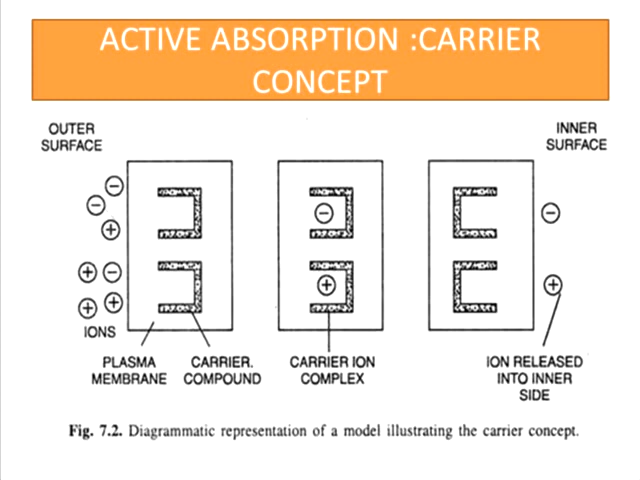 ACTIVE ABSORPTION :CARRIER
CONCEPT
OUTER
SURFACE
INNER
SURFACE
IONS
PLASMA
MEMBRANE
CARRIER.
COMPOUND
CARRIER ION
COMPLEX
ION RELEASED
INTO INNER
SIDE
Fig. 7.2. Diagrammatic representation of a model illustrating the carrier concept.